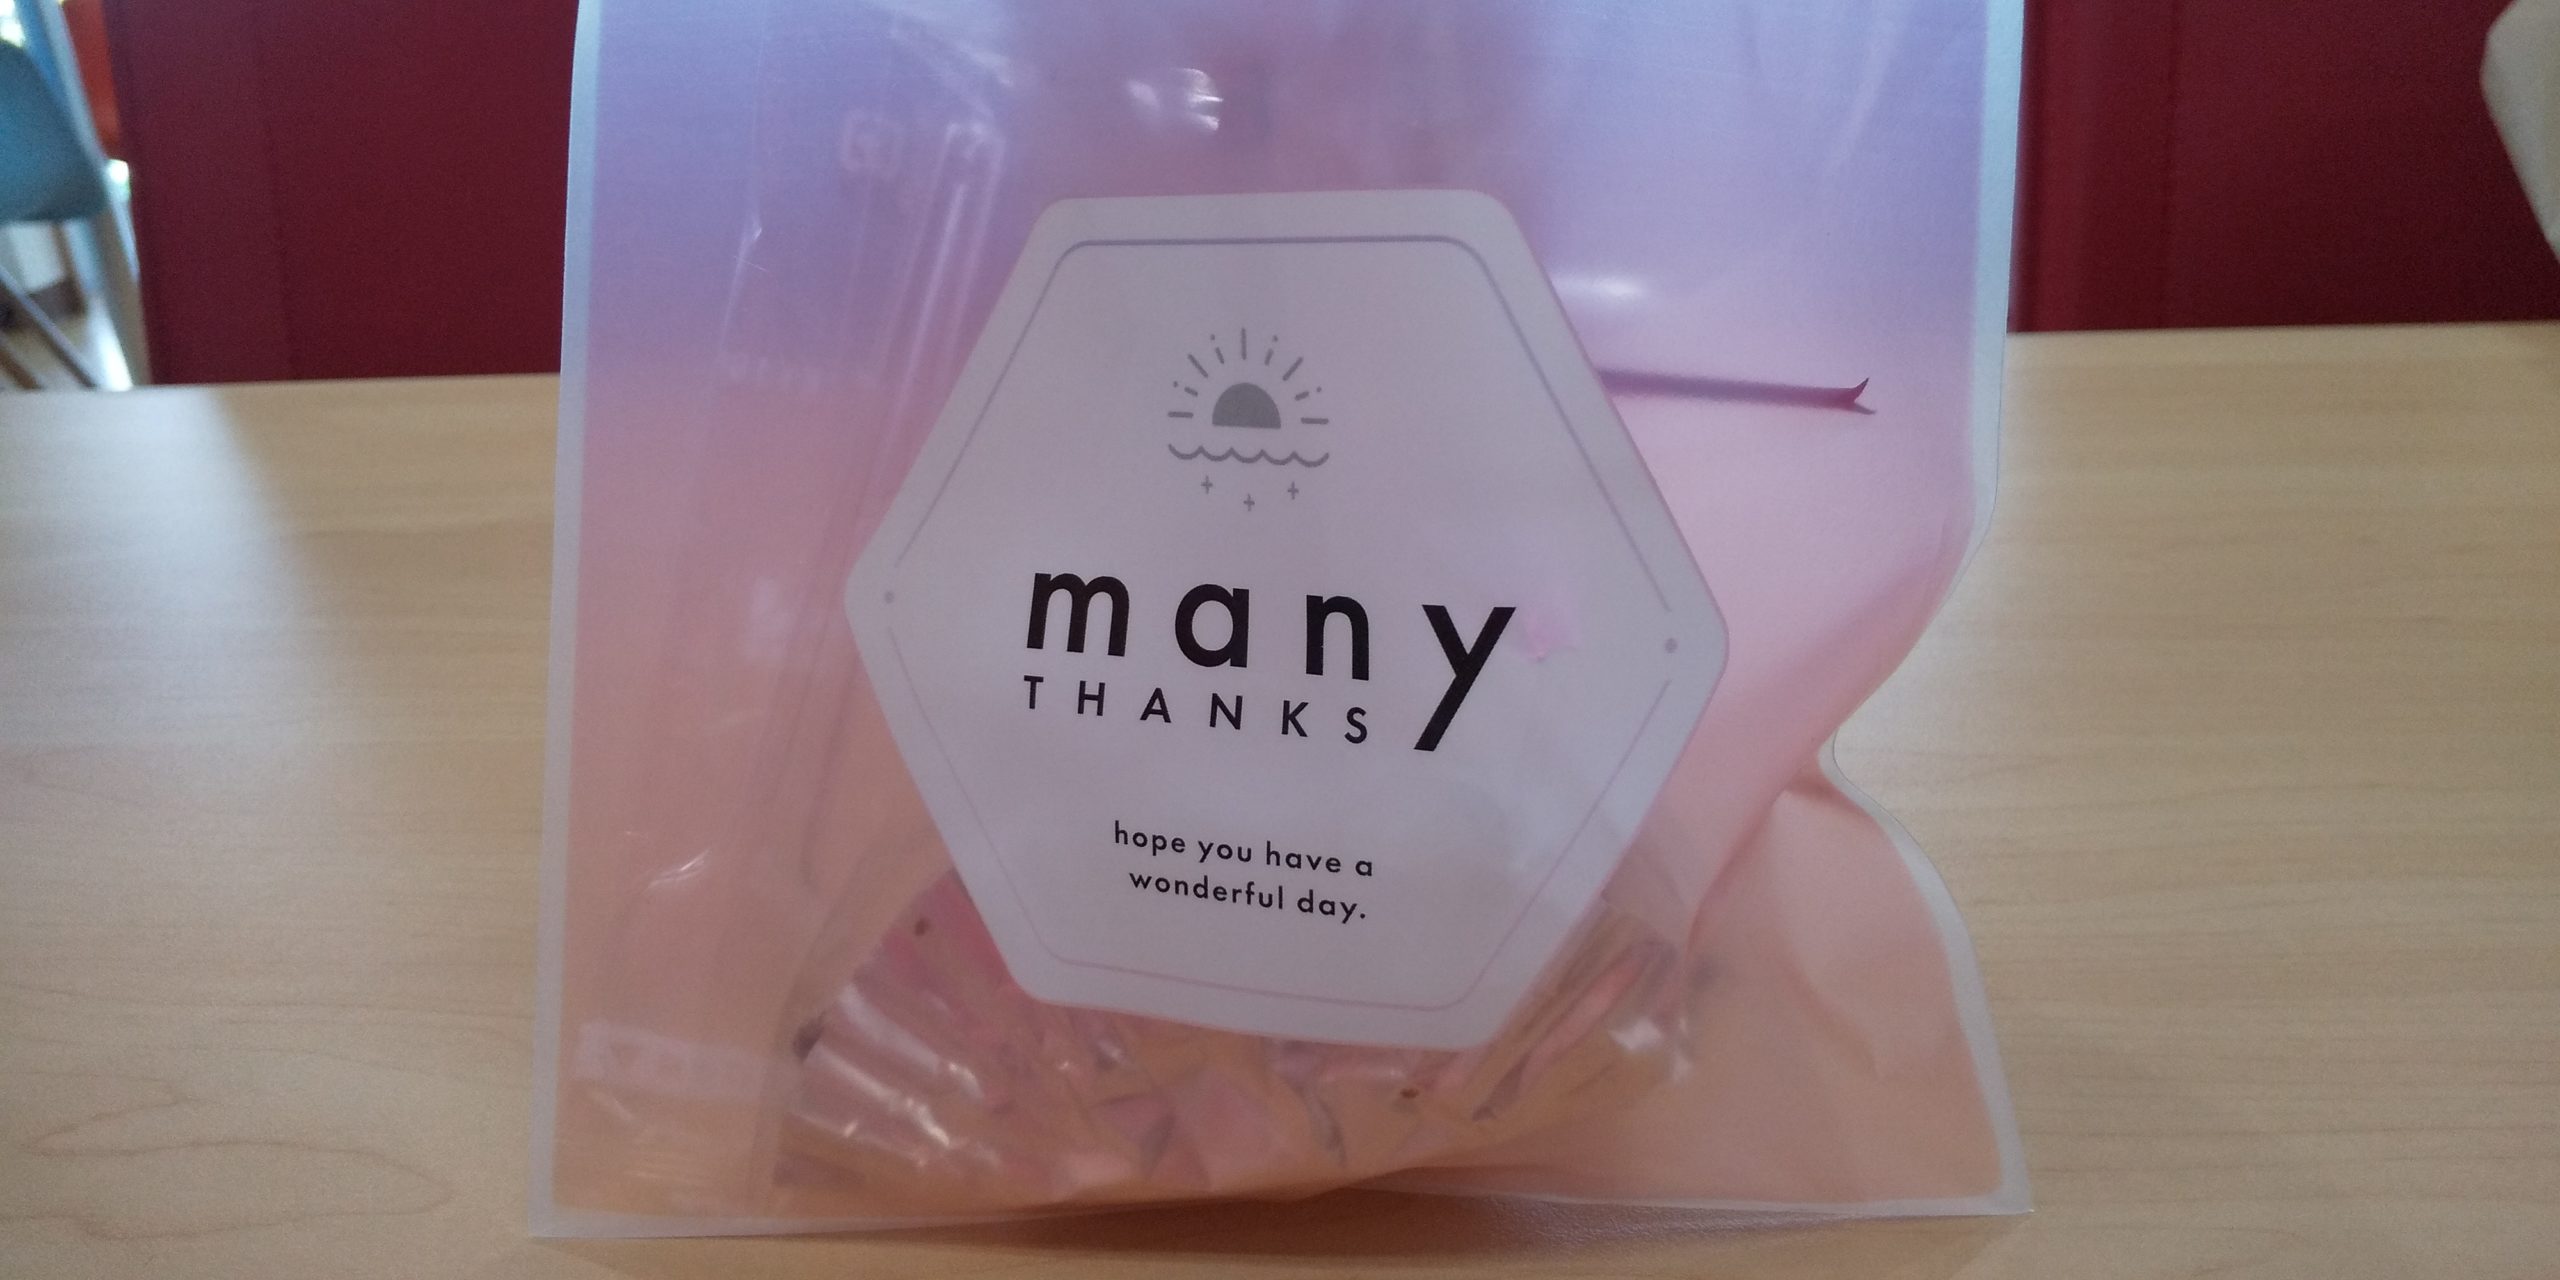 many
THANKS
hope you have a
wonderful day.